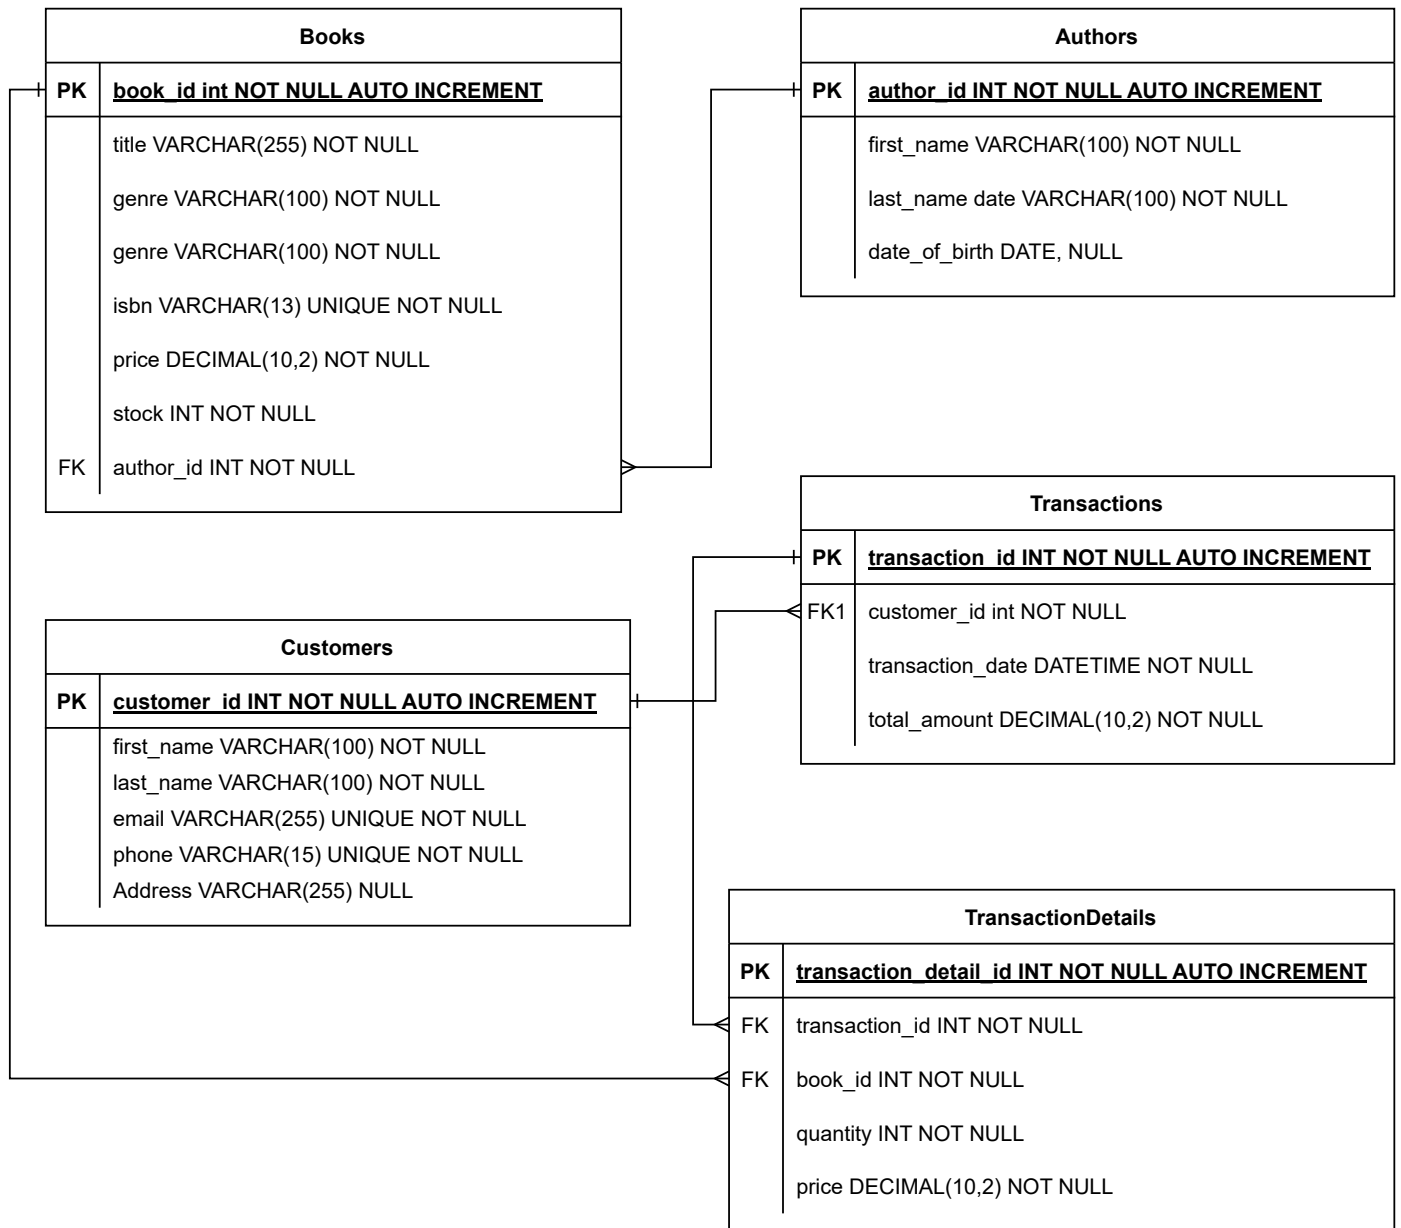 Books
PK book_id int NOT NULL AUTO INCREMENT
title VARCHAR(255) NOT NULL
genre VARCHAR(100) NOT NULL
genre VARCHAR(100) NOT NULL
isbn VARCHAR(13) UNIQUE NOT NULL
price DECIMAL(10,2) NOT NULL
stock INT NOT NULL
FK author_id INT NOT NULL
Authors
PK author_id INT NOT NULL AUTO INCREMENT
first_name VARCHAR(100) NOT NULL
last_name date VARCHAR(100) NOT NULL
date_of_birth DATE, NULL
Transactions
PK transaction_id INT NOT NULL AUTO INCREMENT
FK1 customer_id int NOT NULL
transaction_date DATETIME NOT NULL
total_amount DECIMAL(10,2) NOT NULL
Customers
PK customer_id INT NOT NULL AUTO INCREMENT
first_name VARCHAR(100) NOT NULL
last_name VARCHAR(100) NOT NULL
email VARCHAR(255) UNIQUE NOT NULL
phone VARCHAR(15) UNIQUE NOT NULL
Address VARCHAR(255) NULL
TransactionDetails
PK transaction_detail_id INT NOT NULL AUTO INCREMENT
FK transaction_id INT NOT NULL
FK book_id INT NOT NULL
quantity INT NOT NULL
price DECIMAL(10,2) NOT NULL